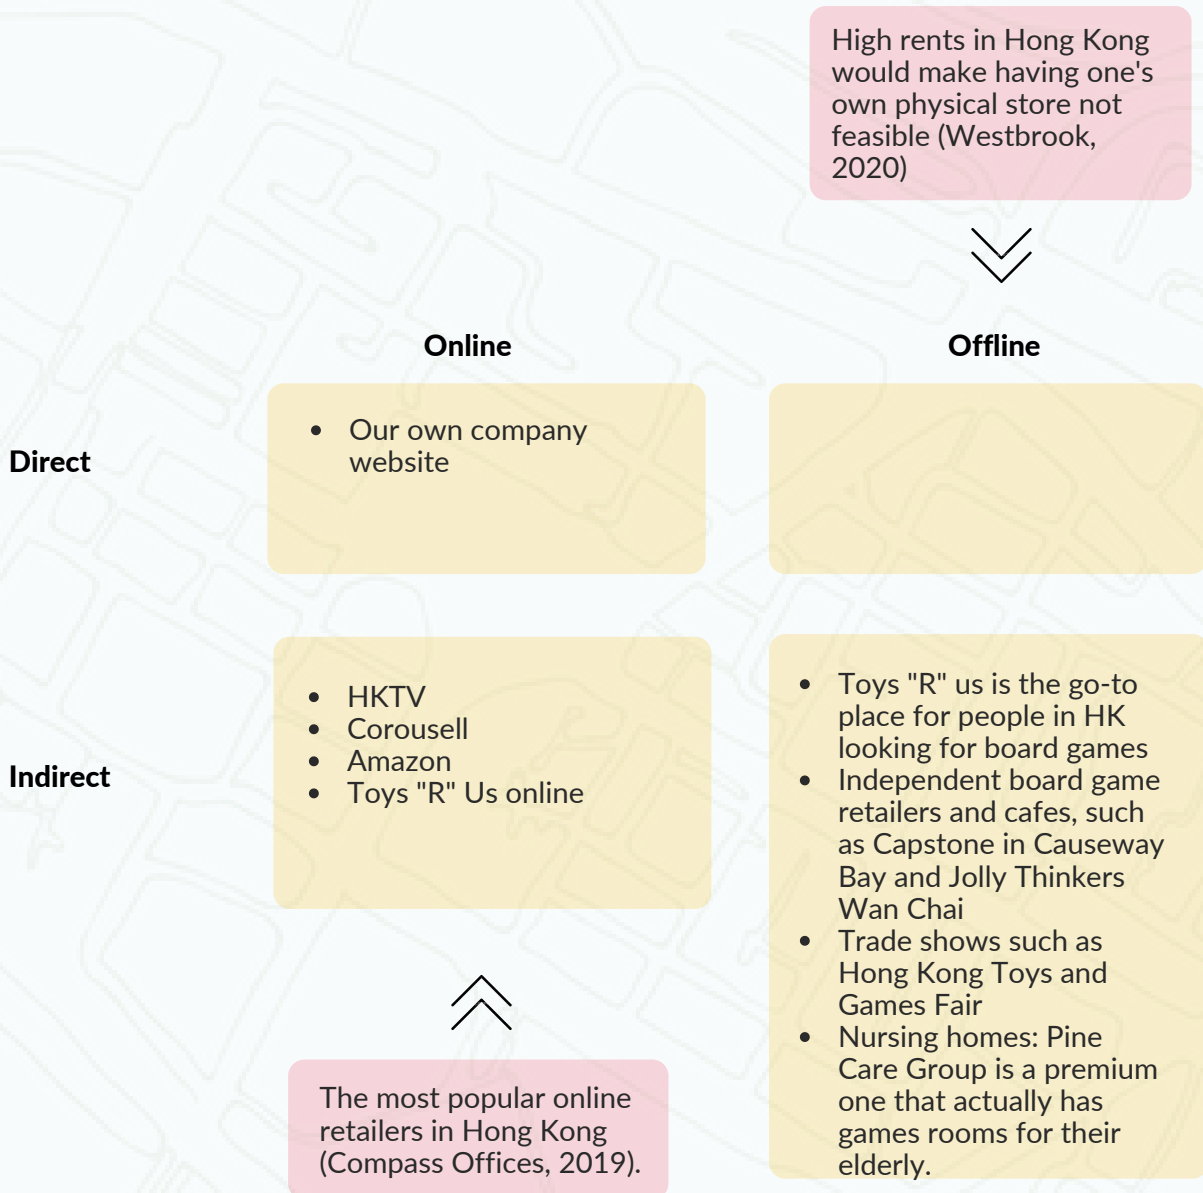 High rents in Hong Kong
would make having one's
own physical store not
feasible (Westbrook,
2020)
Online
Offline
Direct
• Our own company
website
Indirect
• HKTV
• Corousell
• Amazon
• Toys "R" Us online
• Toys "R" us is the go-to
place for people in HK
looking for board games
• Independent board game
retailers and cafes, such
as Capstone in Causeway
Bay and Jolly Thinkers
Wan Chai
• Trade shows such as
Hong Kong Toys and
Games Fair
• Nursing homes: Pine
Care Group is a premium
one that actually has
games rooms for their
elderly.
The most popular online
retailers in Hong Kong
(Compass Offices, 2019).